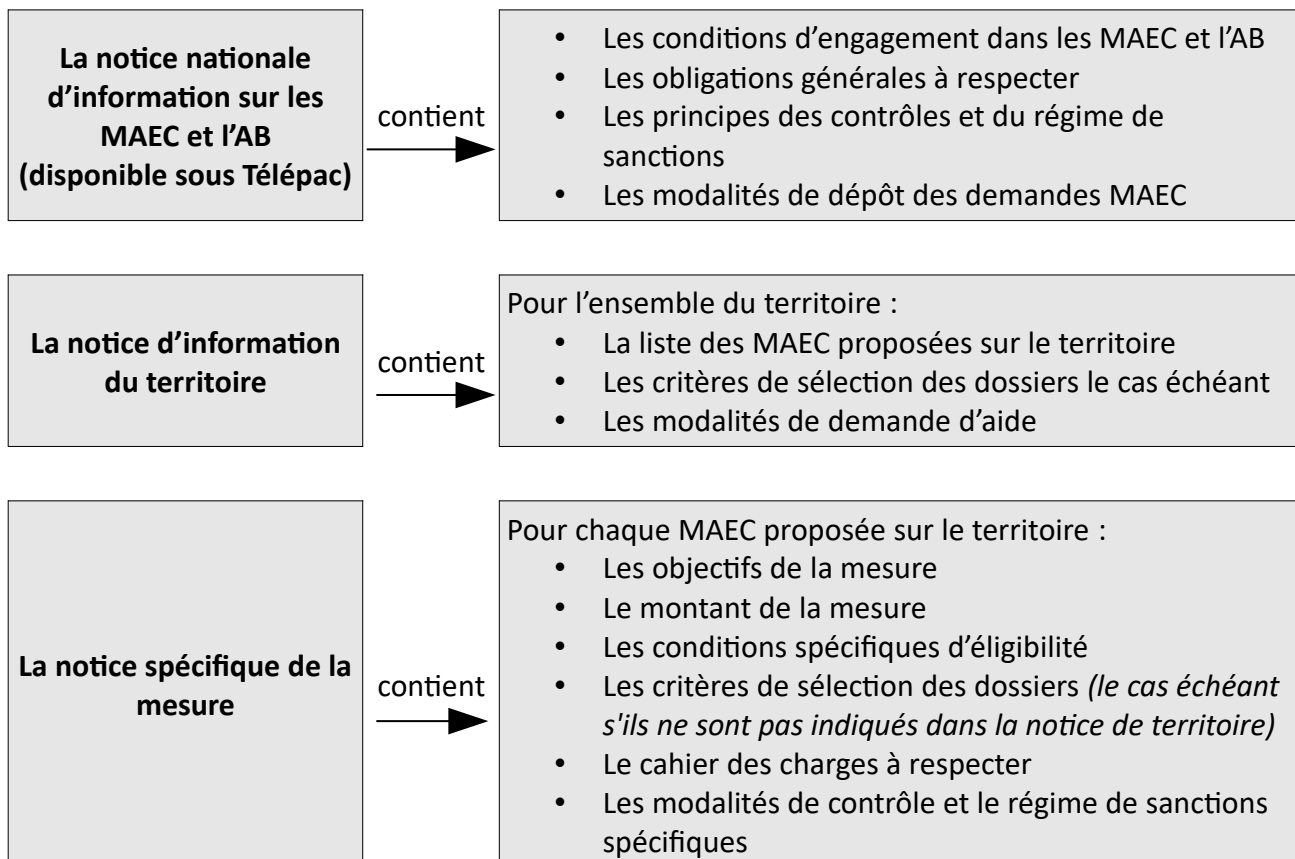 La notice nationale
d’information sur les
MAEC et l’AB
(disponible sous Télépac)
contient
• Les conditions d’engagement dans les MAEC et l’AB
• Les obligations générales à respecter
• Les principes des contrôles et du régime de
sanctions
• Les modalités de dépôt des demandes MAEC
La notice d’information
du territoire
contient
Pour l’ensemble du territoire :
• La liste des MAEC proposées sur le territoire
• Les critères de sélection des dossiers le cas échéant
• Les modalités de demande d’aide
La notice spécifique de la
mesure
contient
Pour chaque MAEC proposée sur le territoire :
• Les objectifs de la mesure
• Le montant de la mesure
• Les conditions spécifiques d’éligibilité
• Les critères de sélection des dossiers (le cas échéant
s'ils ne sont pas indiqués dans la notice de territoire)
• Le cahier des charges à respecter
• Les modalités de contrôle et le régime de sanctions
spécifiques